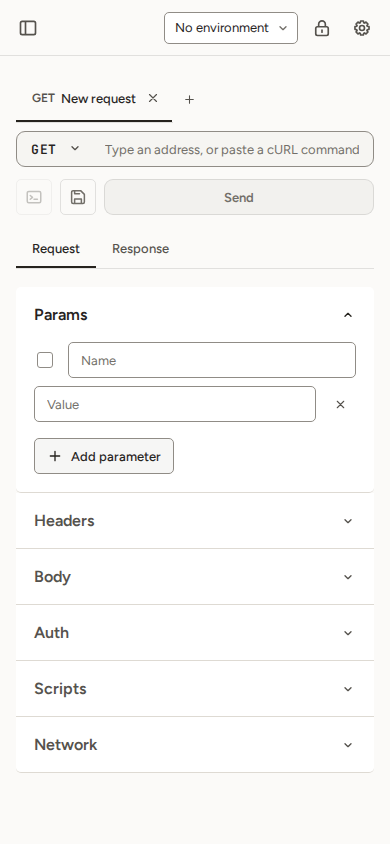 No environment
GET New request
GET Type an address, or paste a cURL command
Send
Request Response
Params
Name
Value
Add parameter
Headers
Body
Auth
Scripts
Network